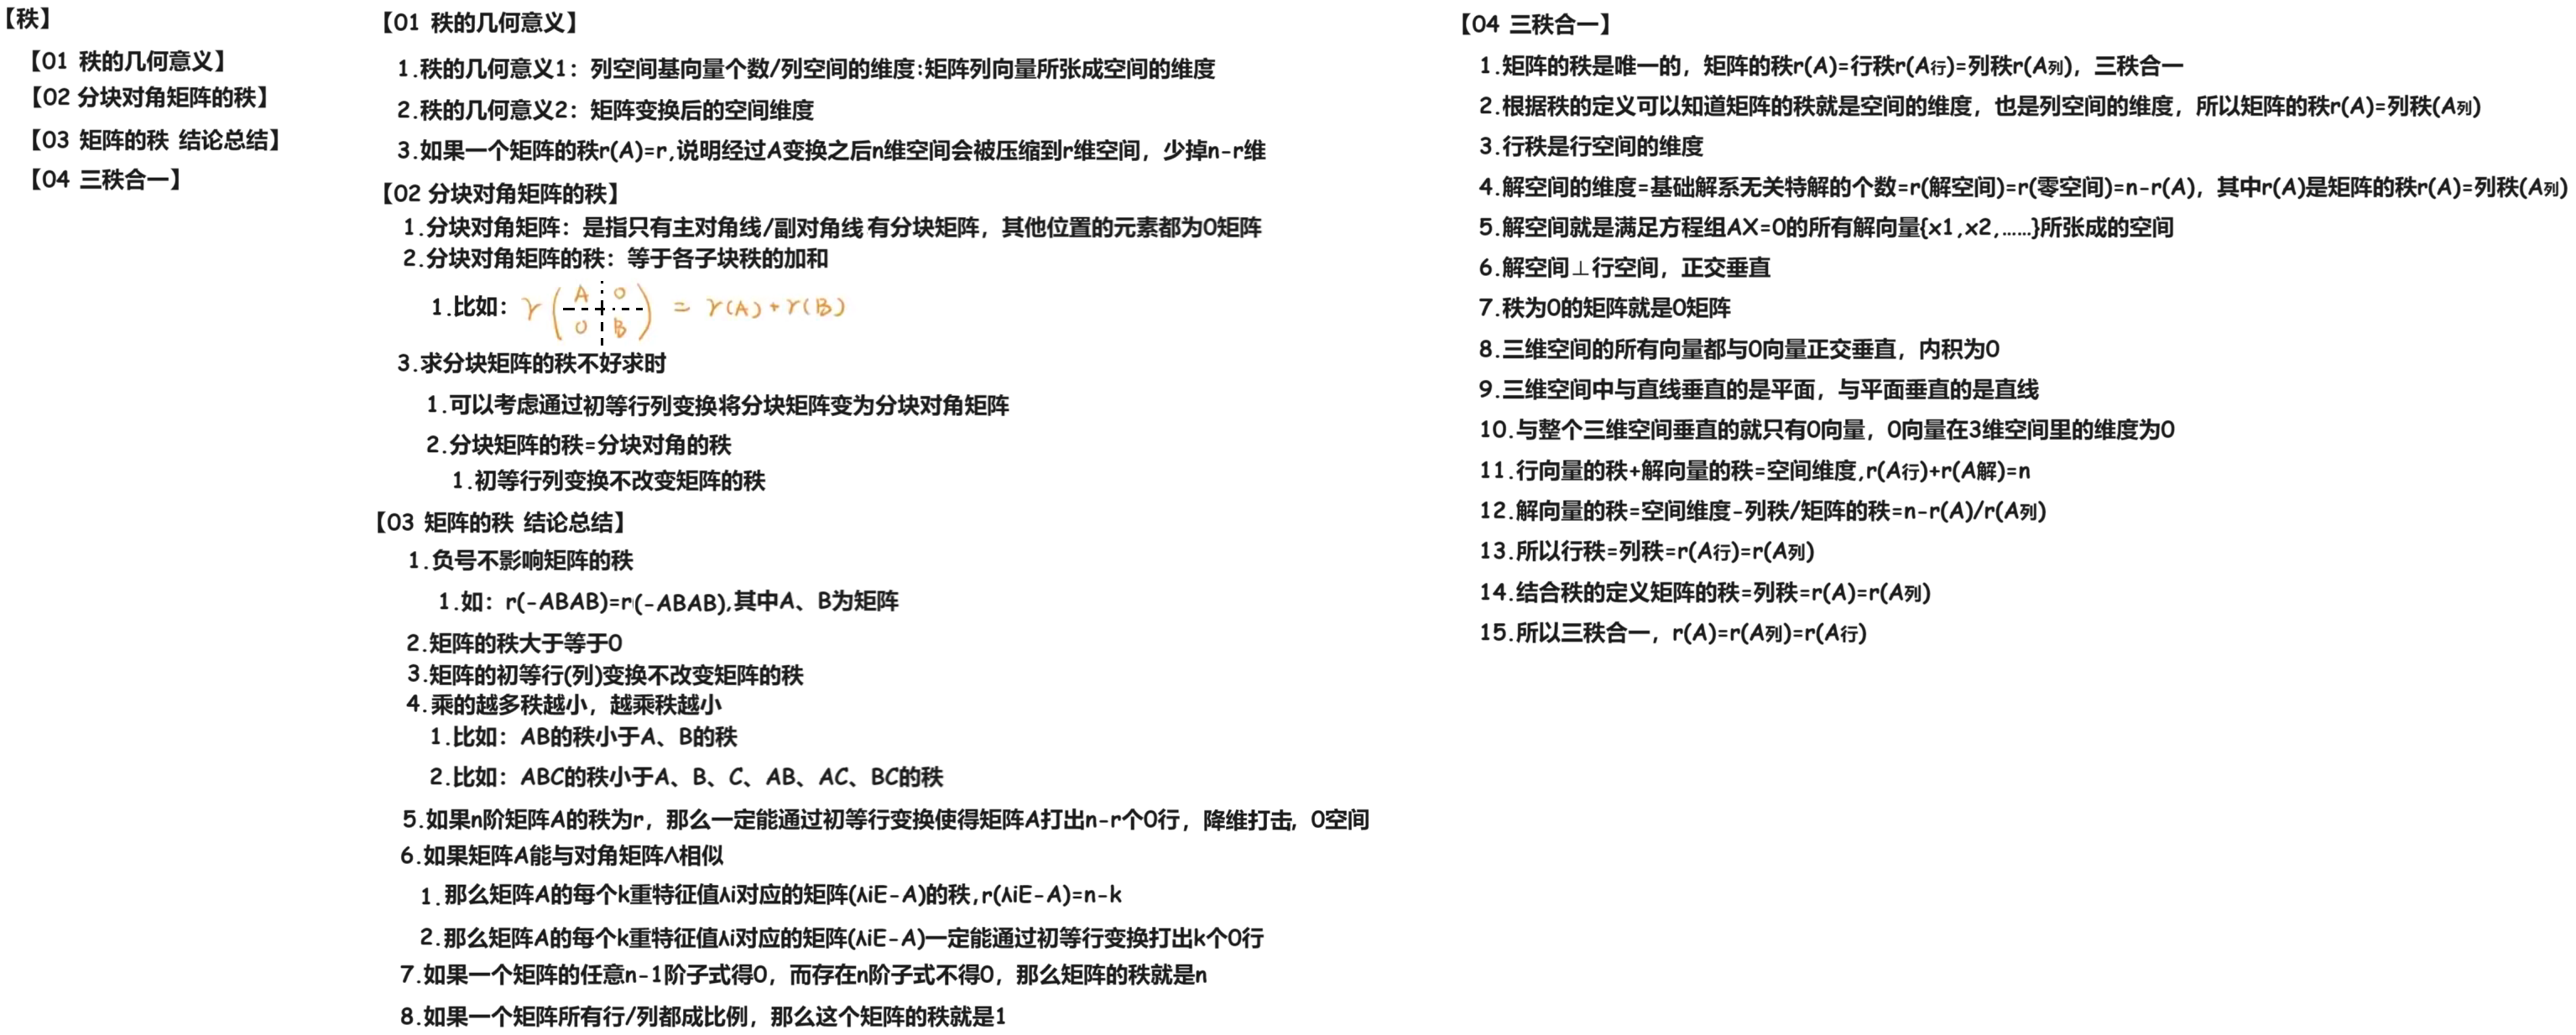 【秩】
【01 秩的几何意义】
【02 分块对角矩阵的秩】
【03 矩阵的秩 结论总结】
【04 三秩合一】
【01 秩的几何意义】
1.秩的几何意义1：列空间基向量个数/列空间的维度:矩阵列向量所张成空间的维度
2.秩的几何意义2：矩阵变换后的空间维度
3.如果一个矩阵的秩r(A)=r,说明经过A变换之后n维空间会被压缩到r维空间，少掉n-r维
【02 分块对角矩阵的秩】
1.分块对角矩阵：是指只有主对角线/副对角线 有分块矩阵，其他位置的元素都为0矩阵
2.分块对角矩阵的秩：等于各子块秩的加和
1.比如：r(A 0 0 B) = r(A)+r(B)
3.求分块矩阵的秩不好求时
1.可以考虑通过初等行列变换将分块矩阵变为分块对角矩阵
2.分块矩阵的秩=分块对角的秩
1.初等行列变换不改变矩阵的秩
【03 矩阵的秩 结论总结】
1.负号不影响矩阵的秩
1.如：r(-ABAB)=r(-ABAB),其中A、B为矩阵
2.矩阵的秩大于等于0
3.矩阵的初等行(列)变换不改变矩阵的秩
4.乘的越多秩越小，越乘秩越小
1.比如：AB的秩小于A、B的秩
2.比如：ABC的秩小于A、B、C、AB、AC、BC的秩
5.如果n阶矩阵A的秩为r，那么一定能通过初等行变换使得矩阵A打出n-r个0行，降维打击，0空间
6.如果矩阵A能与对角矩阵Λ相似
1.那么矩阵A的每个k重特征值λi对应的矩阵(λiE-A)的秩,r(λiE-A)=n-k
2.那么矩阵A的每个k重特征值λi对应的矩阵(λiE-A)一定能通过初等行变换打出k个0行
7.如果一个矩阵的任意n-1阶子式得0，而存在n阶子式不得0，那么矩阵的秩就是n
8.如果一个矩阵所有行/列都成比例，那么这个矩阵的秩就是1
【04 三秩合一】
1.矩阵的秩是唯一的，矩阵的秩r(A)=行秩r(A行)=列秩r(A列)，三秩合一
2.根据秩的定义可以知道矩阵的秩就是空间的维度，也是列空间的维度，所以矩阵的秩r(A)=列秩(A列)
3.行秩是行空间的维度
4.解空间的维度=基础解系无关特解的个数=r(解空间)=r(零空间)=n-r(A)，其中r(A)是矩阵的秩r(A)=列秩(A列)
5.解空间就是满足方程组AX=0的所有解向量{x1,x2,......}所张成的空间
6.解空间⊥行空间，正交垂直
7.秩为0的矩阵就是0矩阵
8.三维空间的所有向量都与0向量正交垂直，内积为0
9.三维空间中与直线垂直的是平面，与平面垂直的是直线
10.与整个三维空间垂直的就只有0向量，0向量在3维空间里的维度为0
11.行向量的秩+解向量的秩=空间维度,r(A行)+r(A解)=n
12.解向量的秩=空间维度-列秩/矩阵的秩=n-r(A)/r(A列)
13.所以行秩=列秩=r(A行)=r(A列)
14.结合秩的定义矩阵的秩=列秩=r(A)=r(A列)
15.所以三秩合一，r(A)=r(A列)=r(A行)